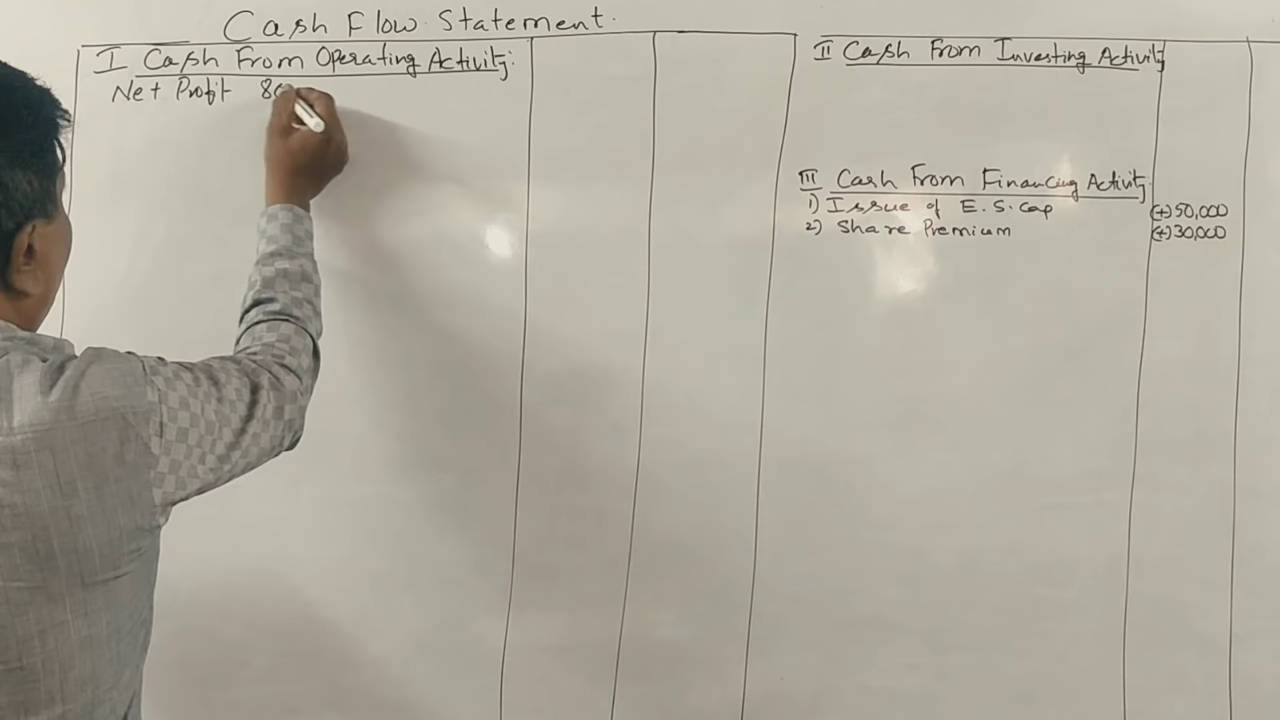 Cash Flow Statement.
I Cash From Operating Activity:
Net Profit
II Cash From Investing Activity
III Cash From Financing Activity
1) Issue of E.S.Cap (+) 50,000
2) Share Premium (+) 30,000